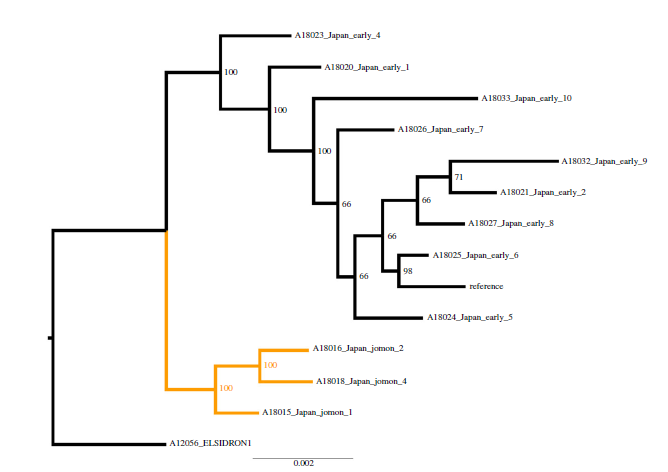 A18023_Japan_early_4
A18020_Japan_early_1
100
A18033_Japan_early_10
100
A18026_Japan_early_7
100
A18032_Japan_early_9
71
A18021_Japan_early_2
66
66
A18027_Japan_early_8
66
A18025_Japan_early_6
98
66
reference
A18024_Japan_early_5
A18016_Japan_jomon_2
100
A18018_Japan_jomon_4
100
A18015_Japan_jomon_1
A12056_ELSIDRON1
0.002